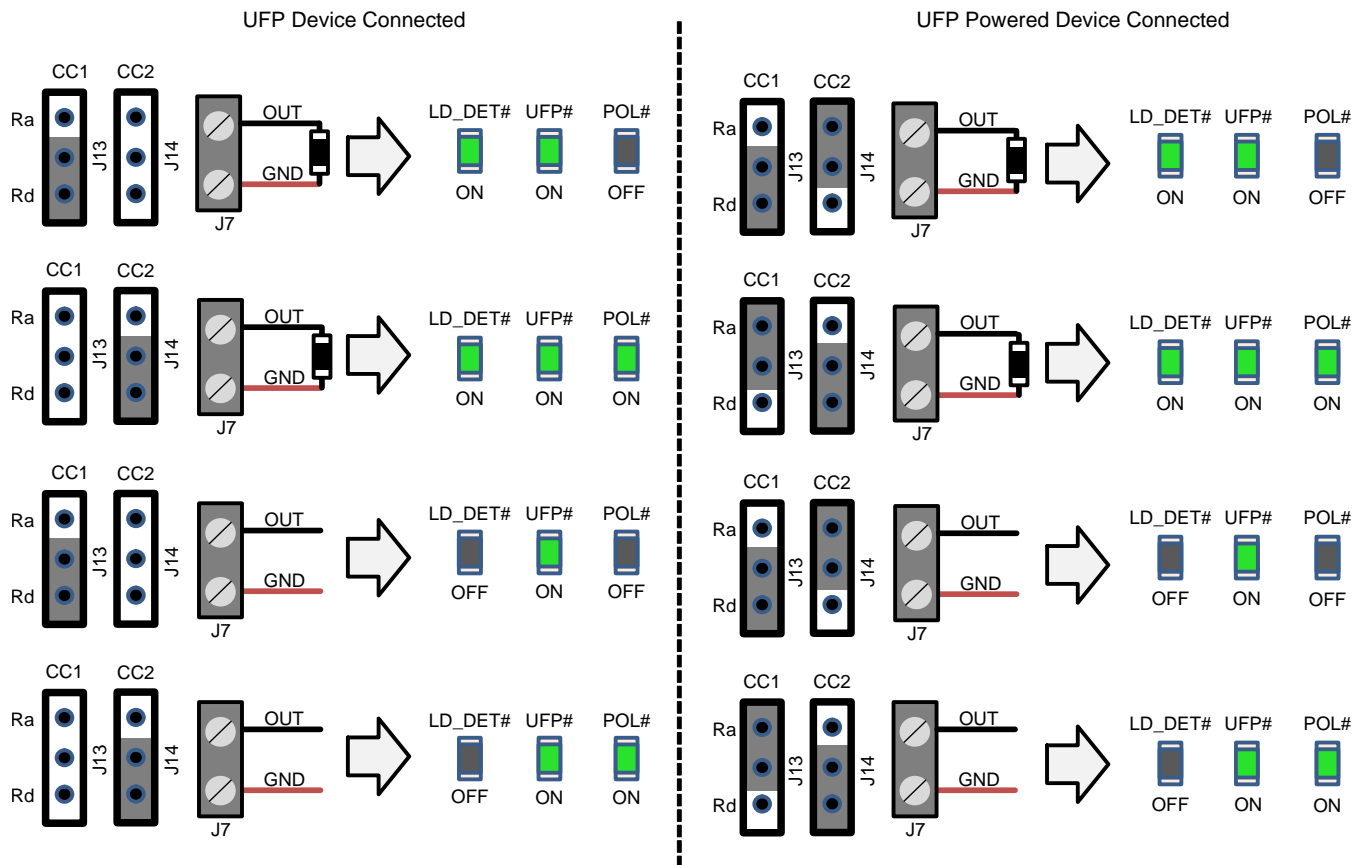 UFP Device Connected
CC1 CC2
Ra
Rd
J13
J14
OUT
GND
J7
LD_DET# UFP# POL#
ON ON OFF
CC1 CC2
Ra
Rd
J13
J14
OUT
GND
J7
LD_DET# UFP# POL#
ON ON ON
CC1 CC2
Ra
Rd
J13
J14
OUT
GND
J7
LD_DET# UFP# POL#
OFF ON OFF
CC1 CC2
Ra
Rd
J13
J14
OUT
GND
J7
LD_DET# UFP# POL#
OFF ON ON
UFP Powered Device Connected
CC1 CC2
Ra
Rd
J13
J14
OUT
GND
J7
LD_DET# UFP# POL#
ON ON OFF
CC1 CC2
Ra
Rd
J13
J14
OUT
GND
J7
LD_DET# UFP# POL#
ON ON ON
CC1 CC2
Ra
Rd
J13
J14
OUT
GND
J7
LD_DET# UFP# POL#
OFF ON OFF
CC1 CC2
Ra
Rd
J13
J14
OUT
GND
J7
LD_DET# UFP# POL#
OFF ON ON